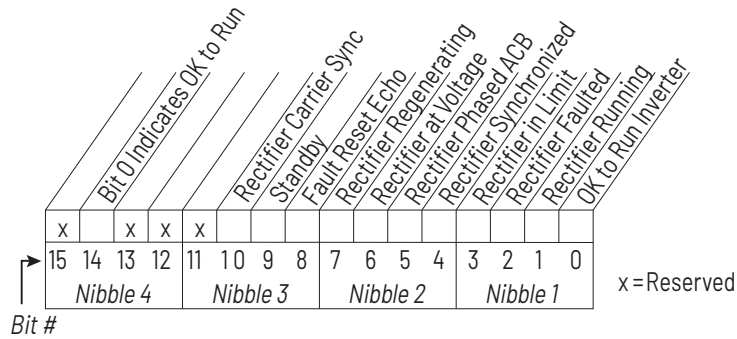 Bit 0 Indicates OK to Run
Rectifier Carrier Sync
Standby
Fault Reset Echo
Rectifier Regenerating
Rectifier at Voltage
Rectifier Phased ACB
Rectifier Synchronized
Rectifier in Limit
Rectifier Faulted
Rectifier Running
OK to Run Inverter
x x x x
15 14 13 12 11 10 9 8 7 6 5 4 3 2 1 0
Nibble 4 Nibble 3 Nibble 2 Nibble 1
x=Reserved
Bit #